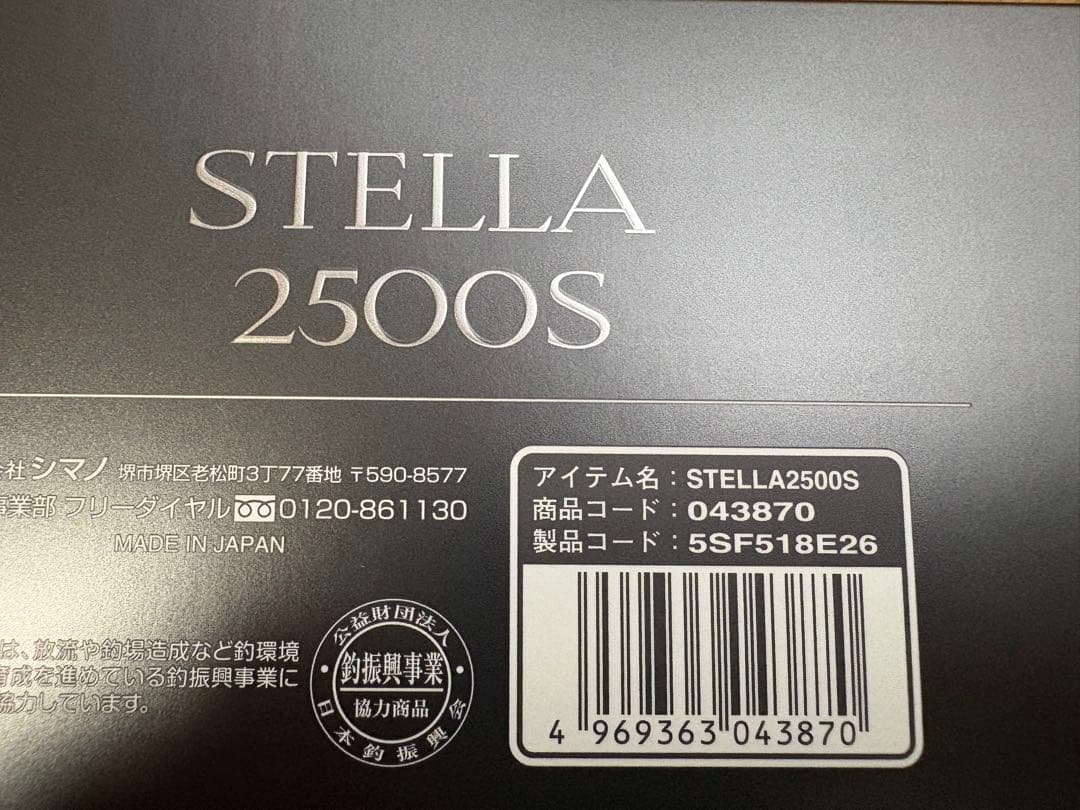 STELLA
2500S
会社 シマノ 堺市堺区老松町3丁77番地 〒590-8577
事業部 フリーダイヤル 0120-861130
MADE IN JAPAN
は、放流や釣場造成など釣環境
育成を進めている釣振興事業に
協力しています。
公益財団法人
釣振興事業
協力商品
日本釣振興会
アイテム名：STELLA2500S
商品コード：043870
製品コード：5SF518E26
4 969363 043870